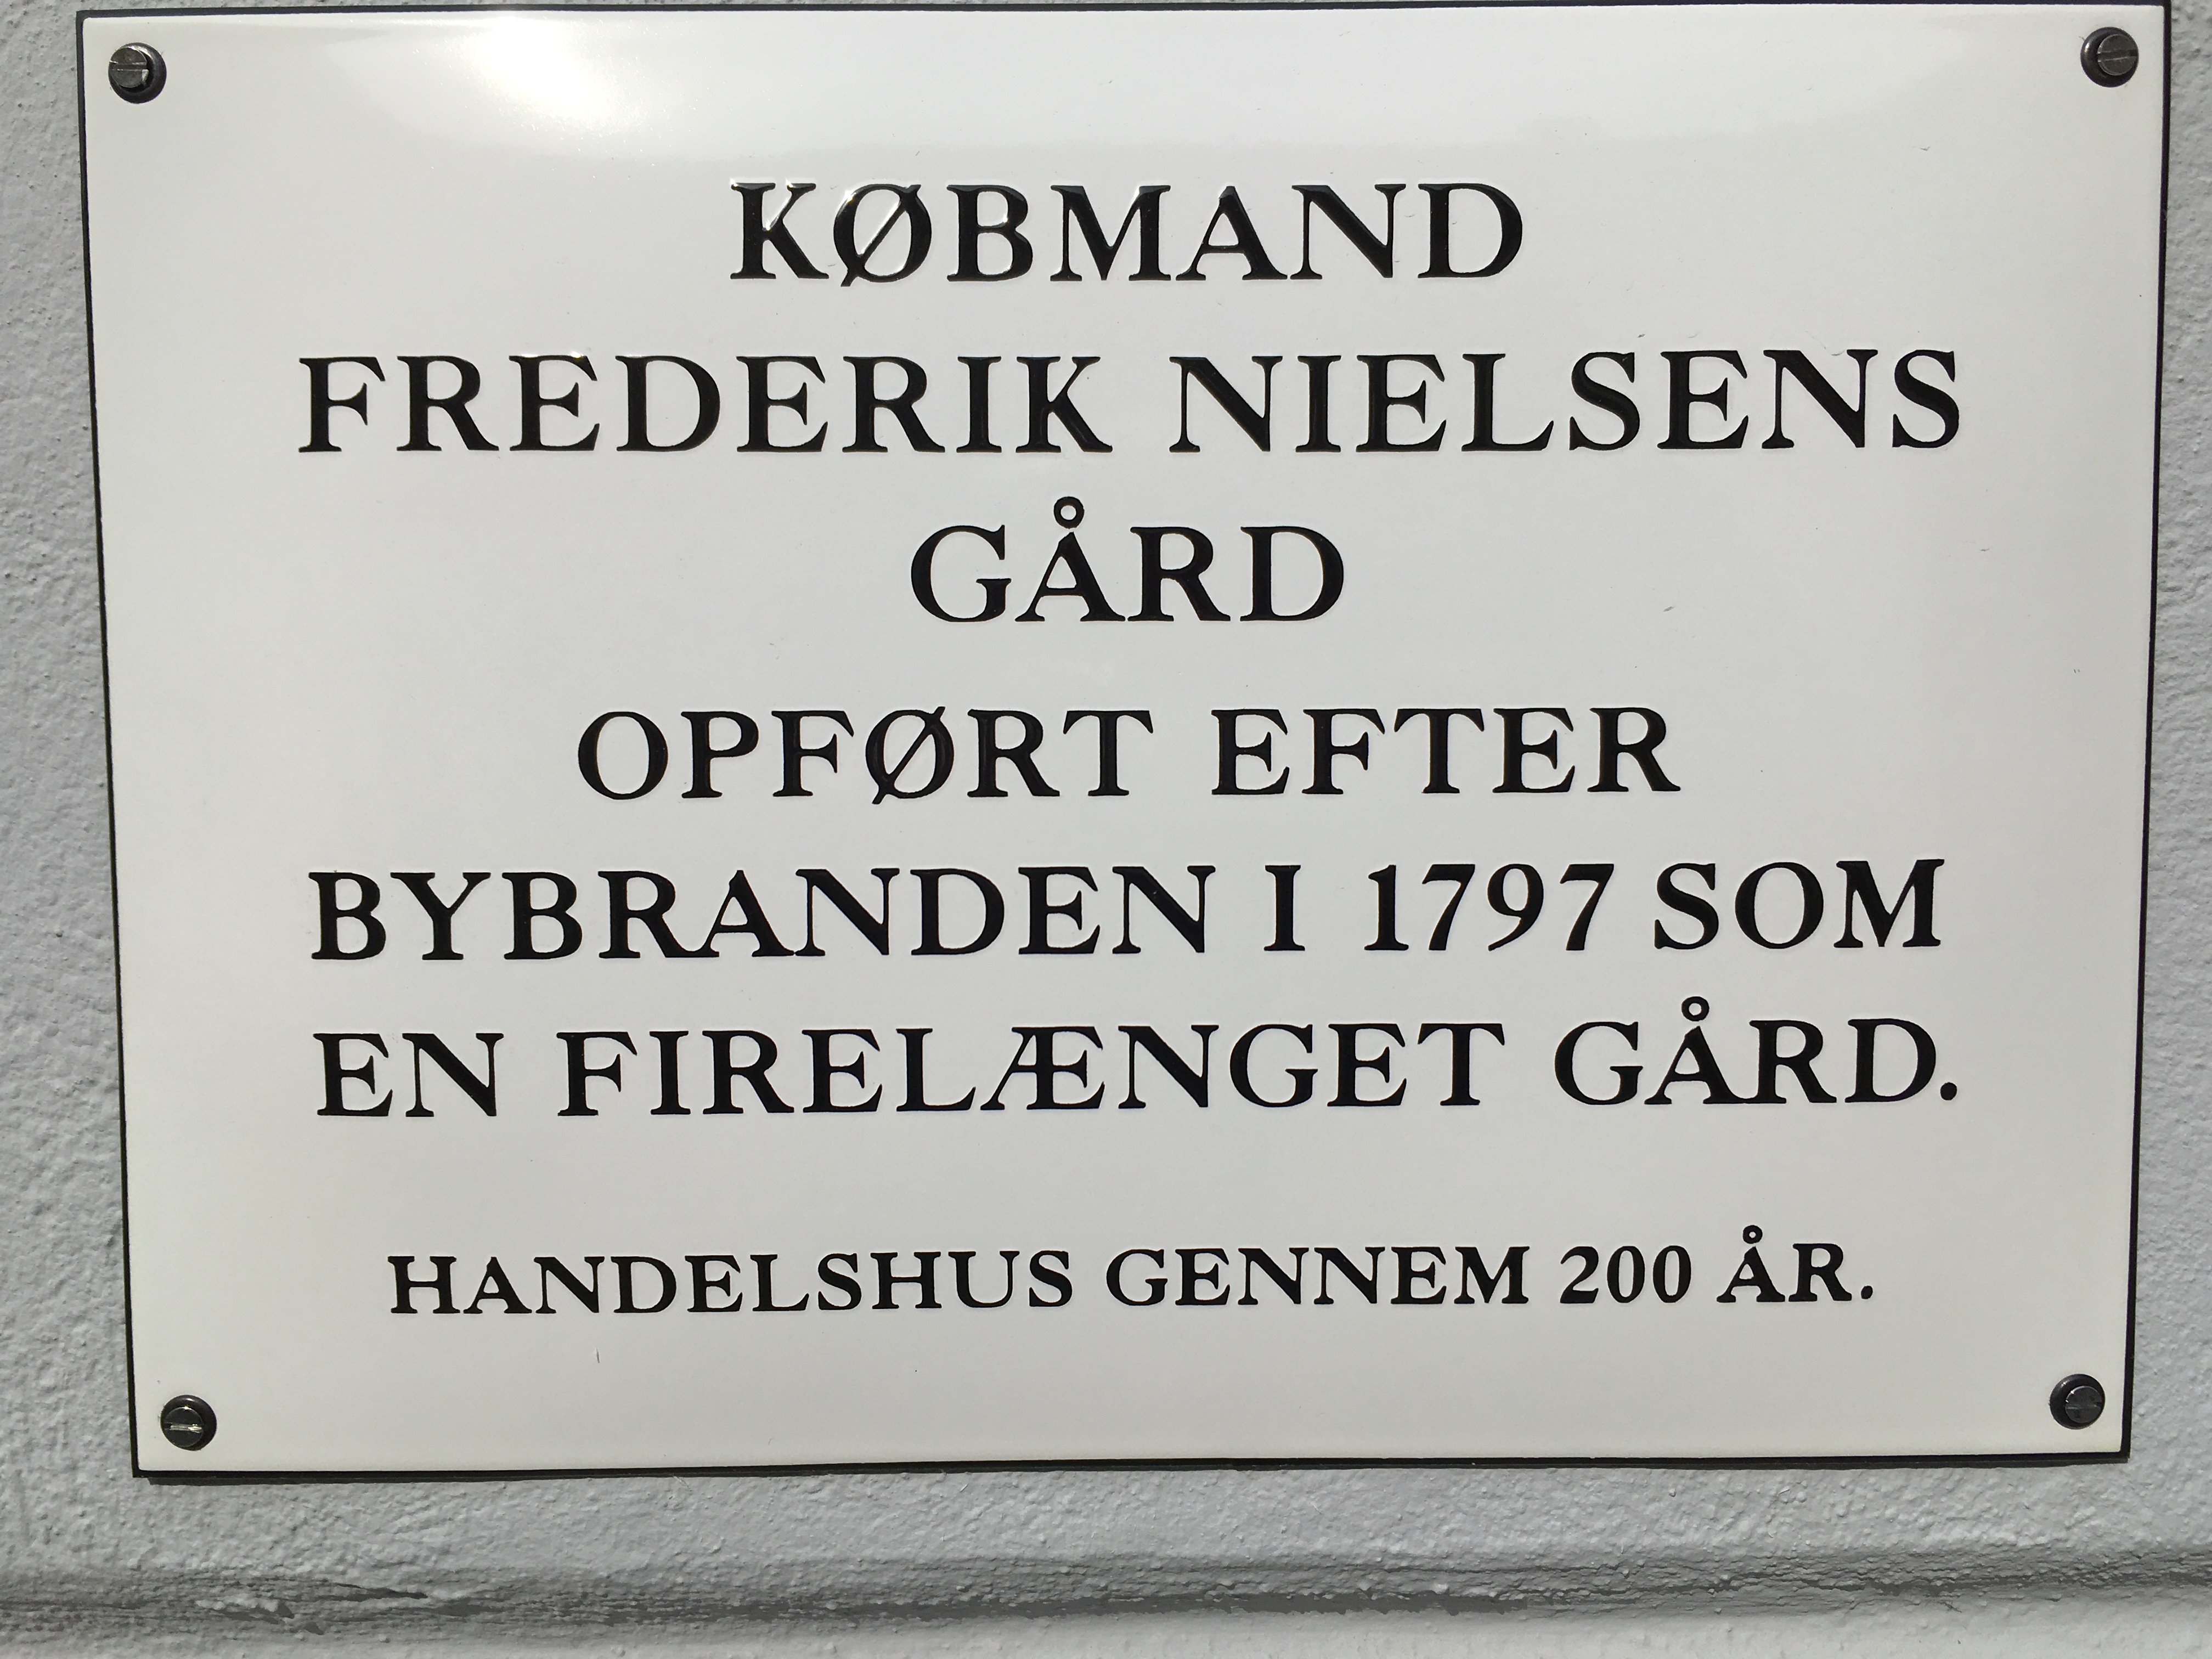 KØBMAND
FREDERIK NIELSENS
GÅRD
OPFØRT EFTER
BYBRANDEN I 1797 SOM
EN FIRELÆNGET GÅRD.
HANDELSHUS GENNEM 200 ÅR.